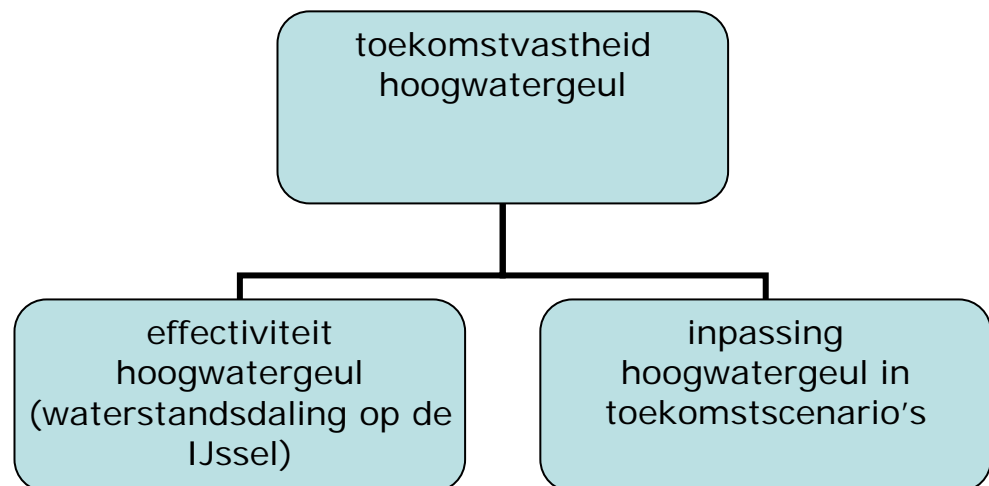 toekomstvastheid
hoogwatergeul
effectiviteit
hoogwatergeul
(waterstandsdaling op de
IJssel)
inpassing
hoogwatergeul in
toekomstscenario's